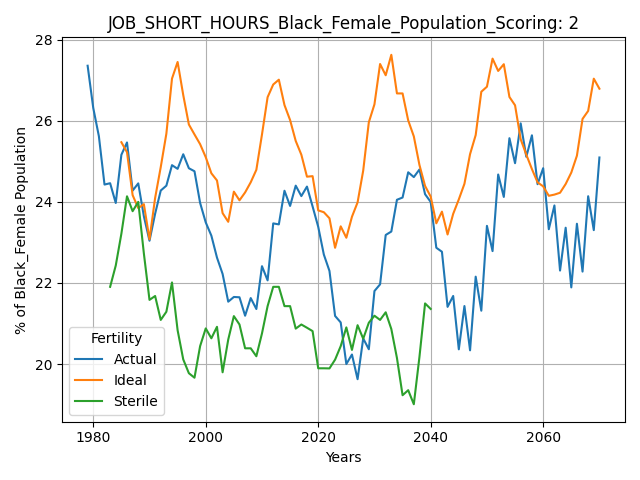 JOB_SHORT_HOURS_Black_Female_Population_Scoring: 2
28
26
24
22
20
% of Black_Female Population
Fertility
Actual
Ideal
Sterile
1980
2000
2020
2040
2060
Years